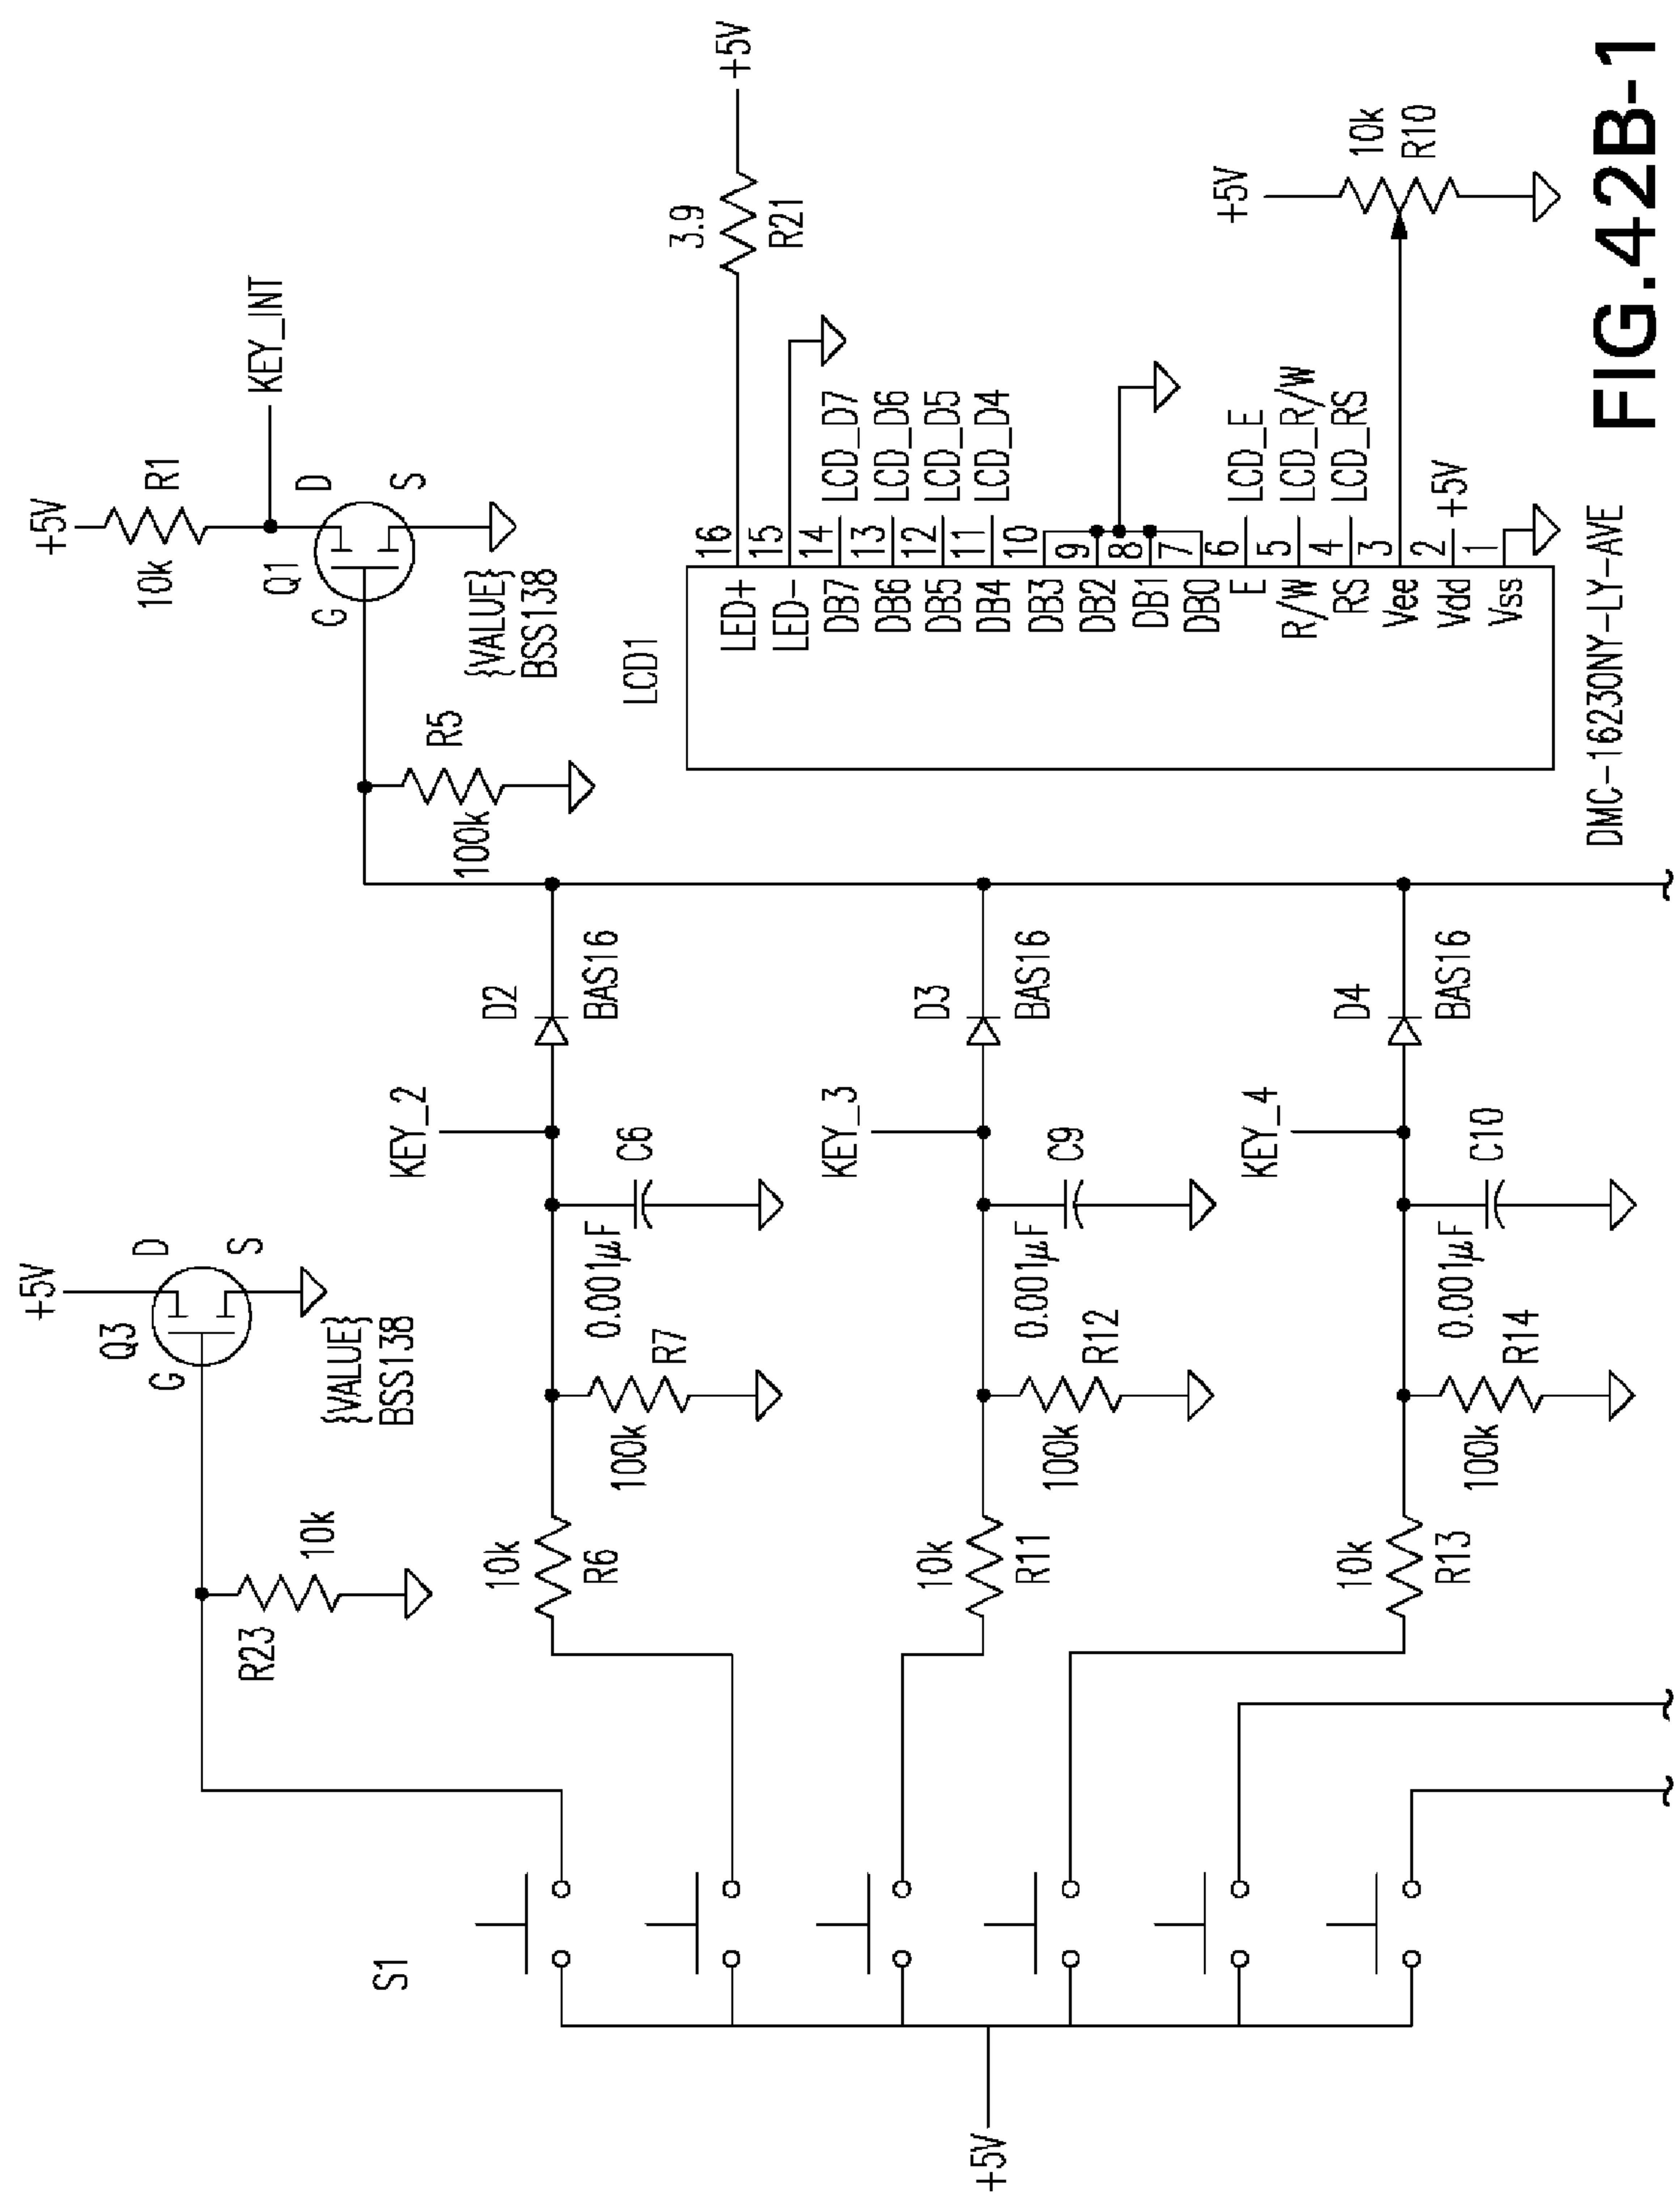 +5V
Q3
D
S
G
{VALUE}
BSS138
R23
10k
+5V
10k
R1
KEY_INT
Q1
D
S
G
{VALUE}
BSS138
R5
100k
S1
+5V
10k
R6
100k
R7
0.001µF
C6
KEY_2
D2
BAS16
10k
R11
100k
R12
0.001µF
C9
KEY_3
D3
BAS16
10k
R13
100k
R14
0.001µF
C10
KEY_4
D4
BAS16
LCD1
LED+ 16
LED- 15
DB7 14 LCD_D7
DB6 13 LCD_D6
DB5 12 LCD_D5
DB4 11 LCD_D4
DB3 10
DB2 9
DB1 8
DB0 7
E 6 LCD_E
R/W 5 LCD_R/W
RS 4 LCD_RS
Vee 3
Vdd 2 +5V
Vss 1
DMC-16230NY-LY-AVE
3.9
R21
+5V
+5V
10k
R10
FIG.42B-1